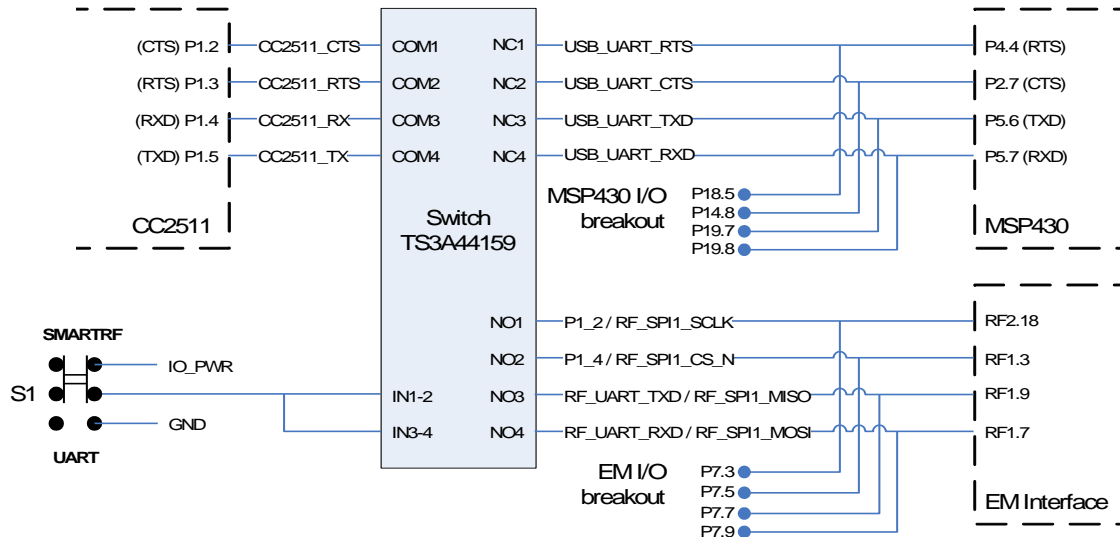 (CTS) P1.2 CC2511_CTS COM1 NC1 USB_UART_RTS P4.4 (RTS)
(RTS) P1.3 CC2511_RTS COM2 NC2 USB_UART_CTS P2.7 (CTS)
(RXD) P1.4 CC2511_RX COM3 NC3 USB_UART_TXD P5.6 (TXD)
(TXD) P1.5 CC2511_TX COM4 NC4 USB_UART_RXD P5.7 (RXD)
CC2511
Switch
TS3A44159
MSP430 I/O
breakout
P18.5
P14.8
P19.7
P19.8
MSP430
NO1 P1_2 / RF_SPI1_SCLK RF2.18
NO2 P1_4 / RF_SPI1_CS_N RF1.3
IN1-2 NO3 RF_UART_TXD / RF_SPI1_MISO RF1.9
IN3-4 NO4 RF_UART_RXD / RF_SPI1_MOSI RF1.7
SMARTRF
IO_PWR
S1
GND
UART
EM I/O
breakout
P7.3
P7.5
P7.7
P7.9
EM Interface